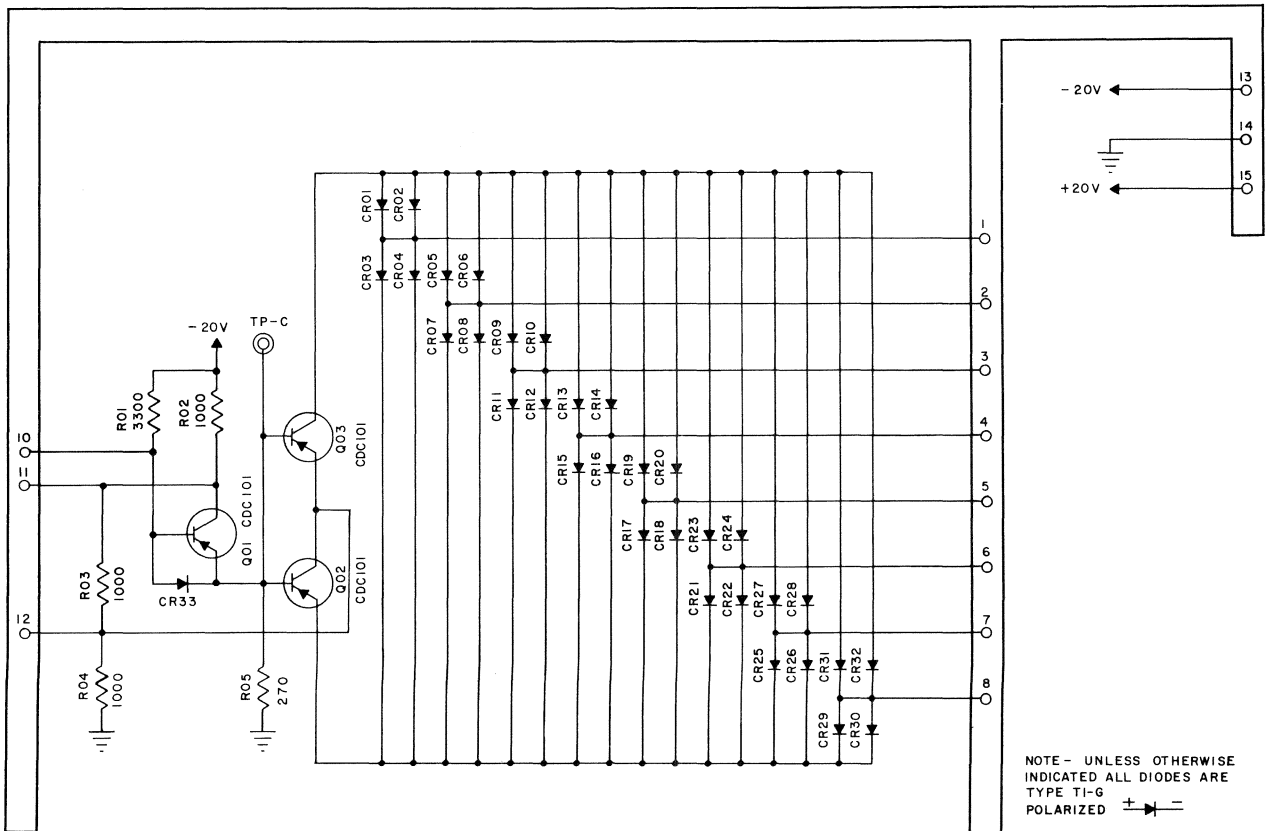 13
-20V
14
15
+20V
CR01
CR02
1
CR03
CR04
CR05
CR06
2
CR07
CR08
CR09
CR10
3
CR11
CR12
CR13
CR14
4
CR15
CR16
CR19
CR20
5
CR17
CR18
CR23
CR24
6
CR21
CR22
CR27
CR28
7
CR25
CR26
CR31
CR32
8
CR29
CR30
-20V
TP-C
R01
3300
R02
1000
10
11
12
Q03
CDC101
CDC101
Q01
Q02
CDC101
R03
1000
CR33
R04
1000
R05
270
NOTE- UNLESS OTHERWISE
INDICATED ALL DIODES ARE
TYPE TI-G
POLARIZED + -